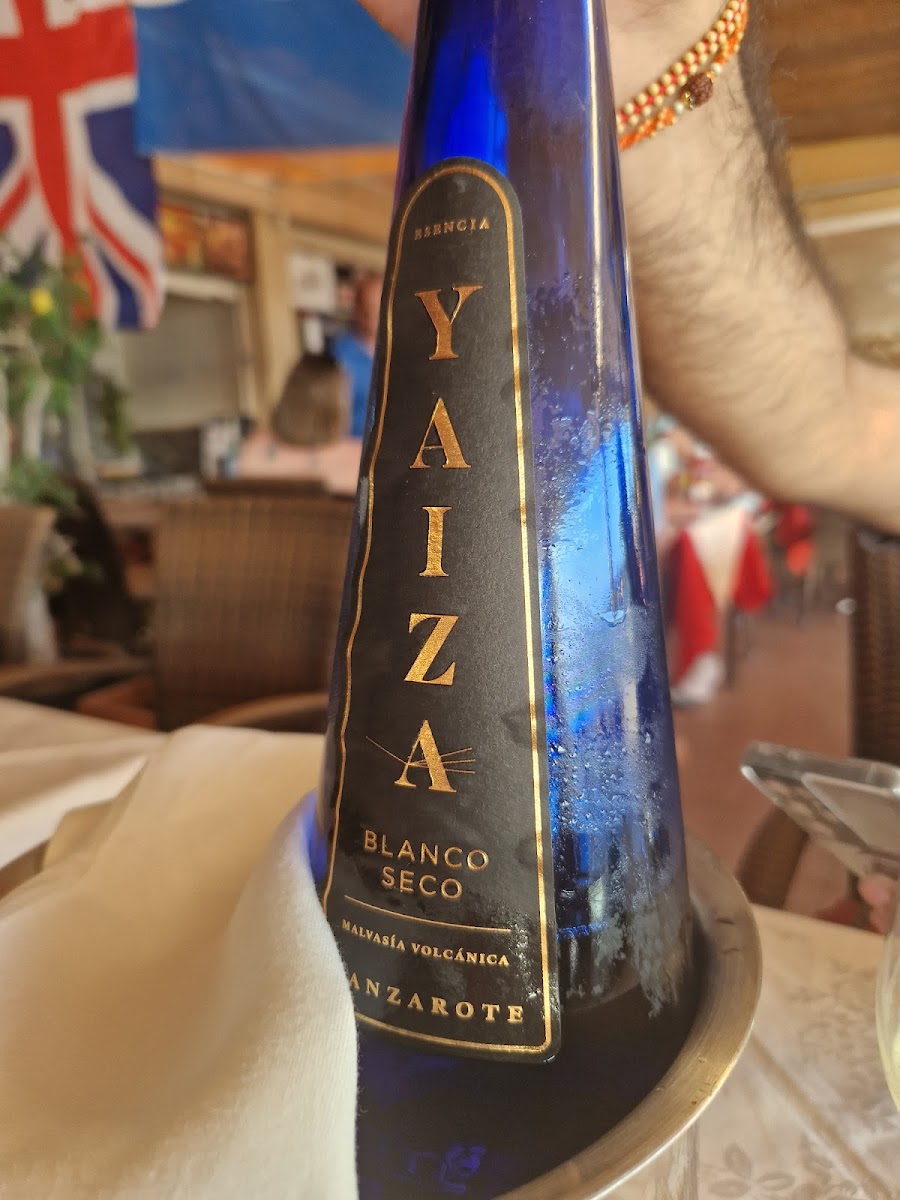 ESENCIA
YAIZA
BLANCO
SECO
MALVASÍA VOLCÁNICA
ANZAROTE